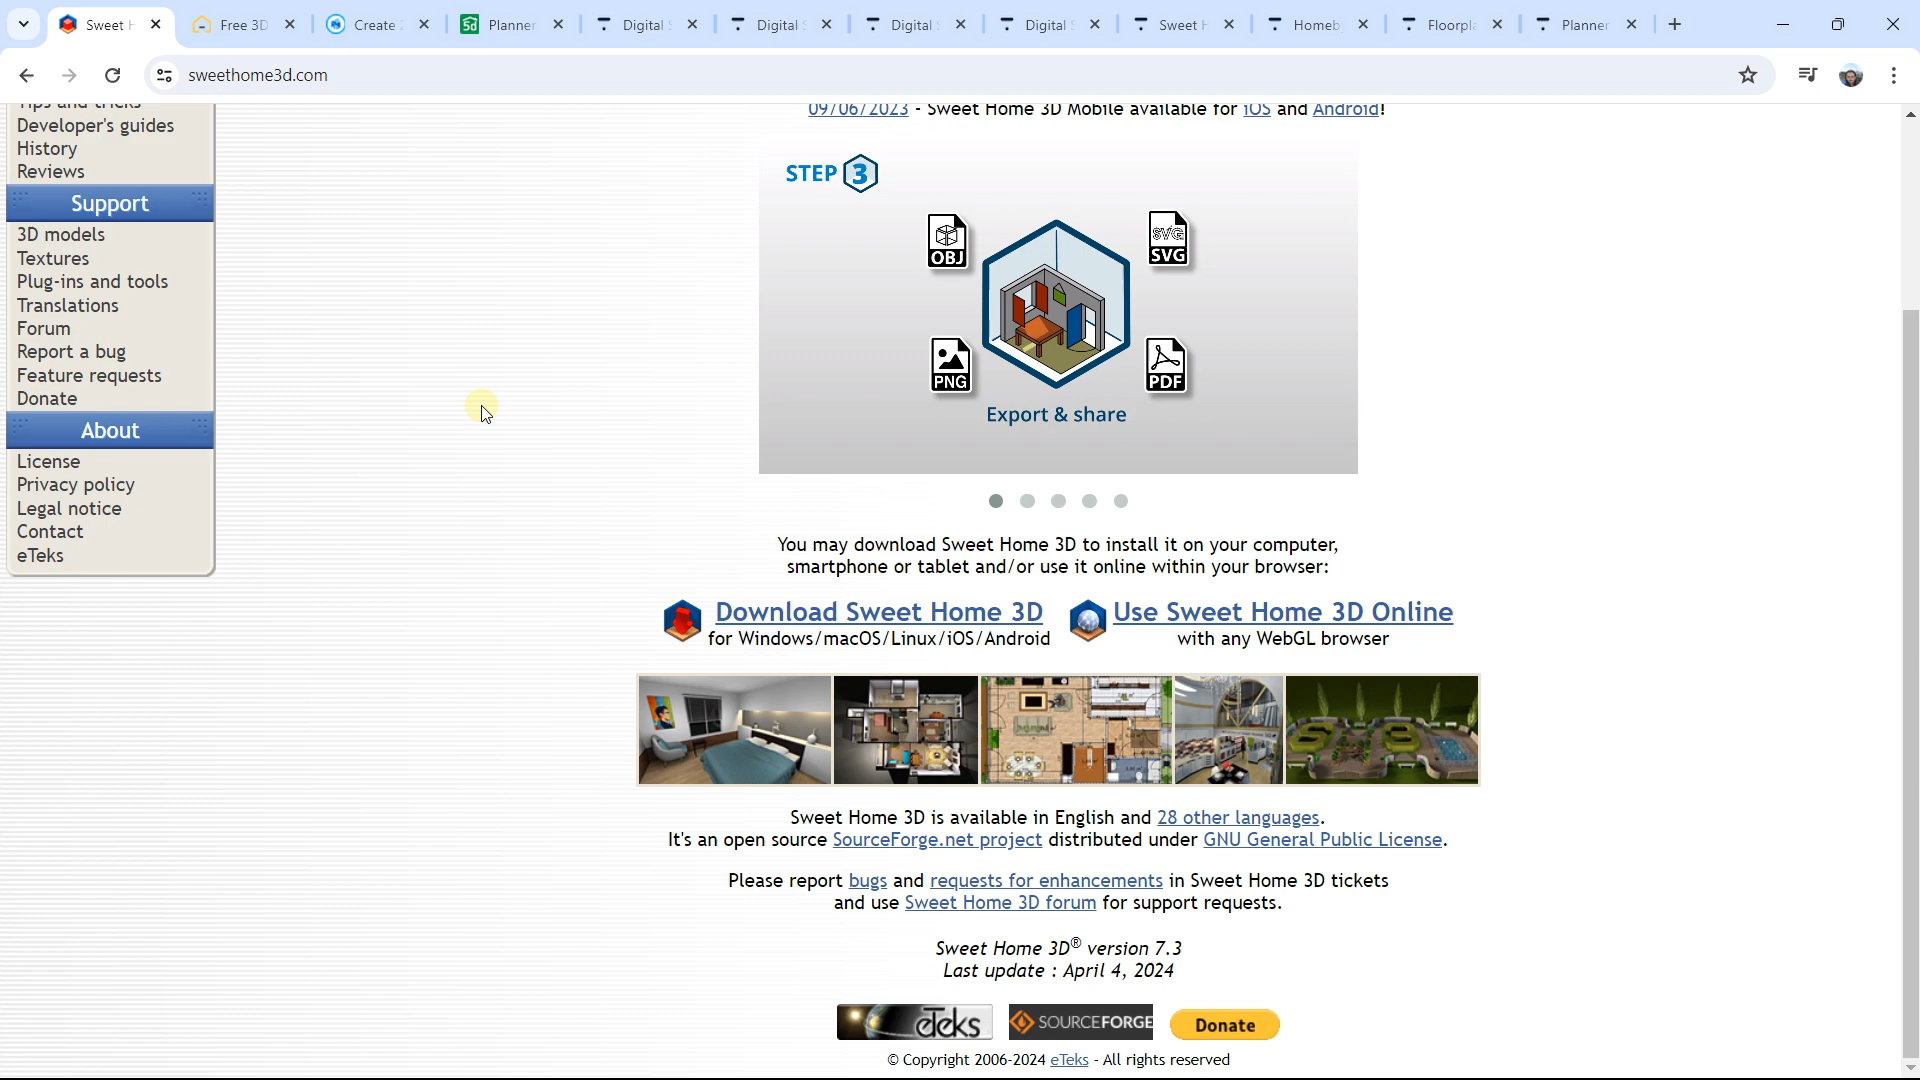 Sweet H
Free 3D
Create
Planner
Digital
Digital
Digital
Digital
Sweet H
Homeb
Floorpla
Planner
sweethome3d.com
Tips and tricks
Developer's guides
History
Reviews
Support
3D models
Textures
Plug-ins and tools
Translations
Forum
Report a bug
Feature requests
Donate
About
License
Privacy policy
Legal notice
Contact
eTeks
09/06/2023 - Sweet Home 3D Mobile available for iOS and Android!
STEP 3
OBJ
SVG
PNG
PDF
Export & share
You may download Sweet Home 3D to install it on your computer,
smartphone or tablet and/or use it online within your browser:
Download Sweet Home 3D
for Windows/macOS/Linux/iOS/Android
Use Sweet Home 3D Online
with any WebGL browser
Sweet Home 3D is available in English and 28 other languages.
It's an open source SourceForge.net project distributed under GNU General Public License.
Please report bugs and requests for enhancements in Sweet Home 3D tickets
and use Sweet Home 3D forum for support requests.
Sweet Home 3D® version 7.3
Last update : April 4, 2024
eTeks
SOURCEFORGE
Donate
© Copyright 2006-2024 eTeks - All rights reserved